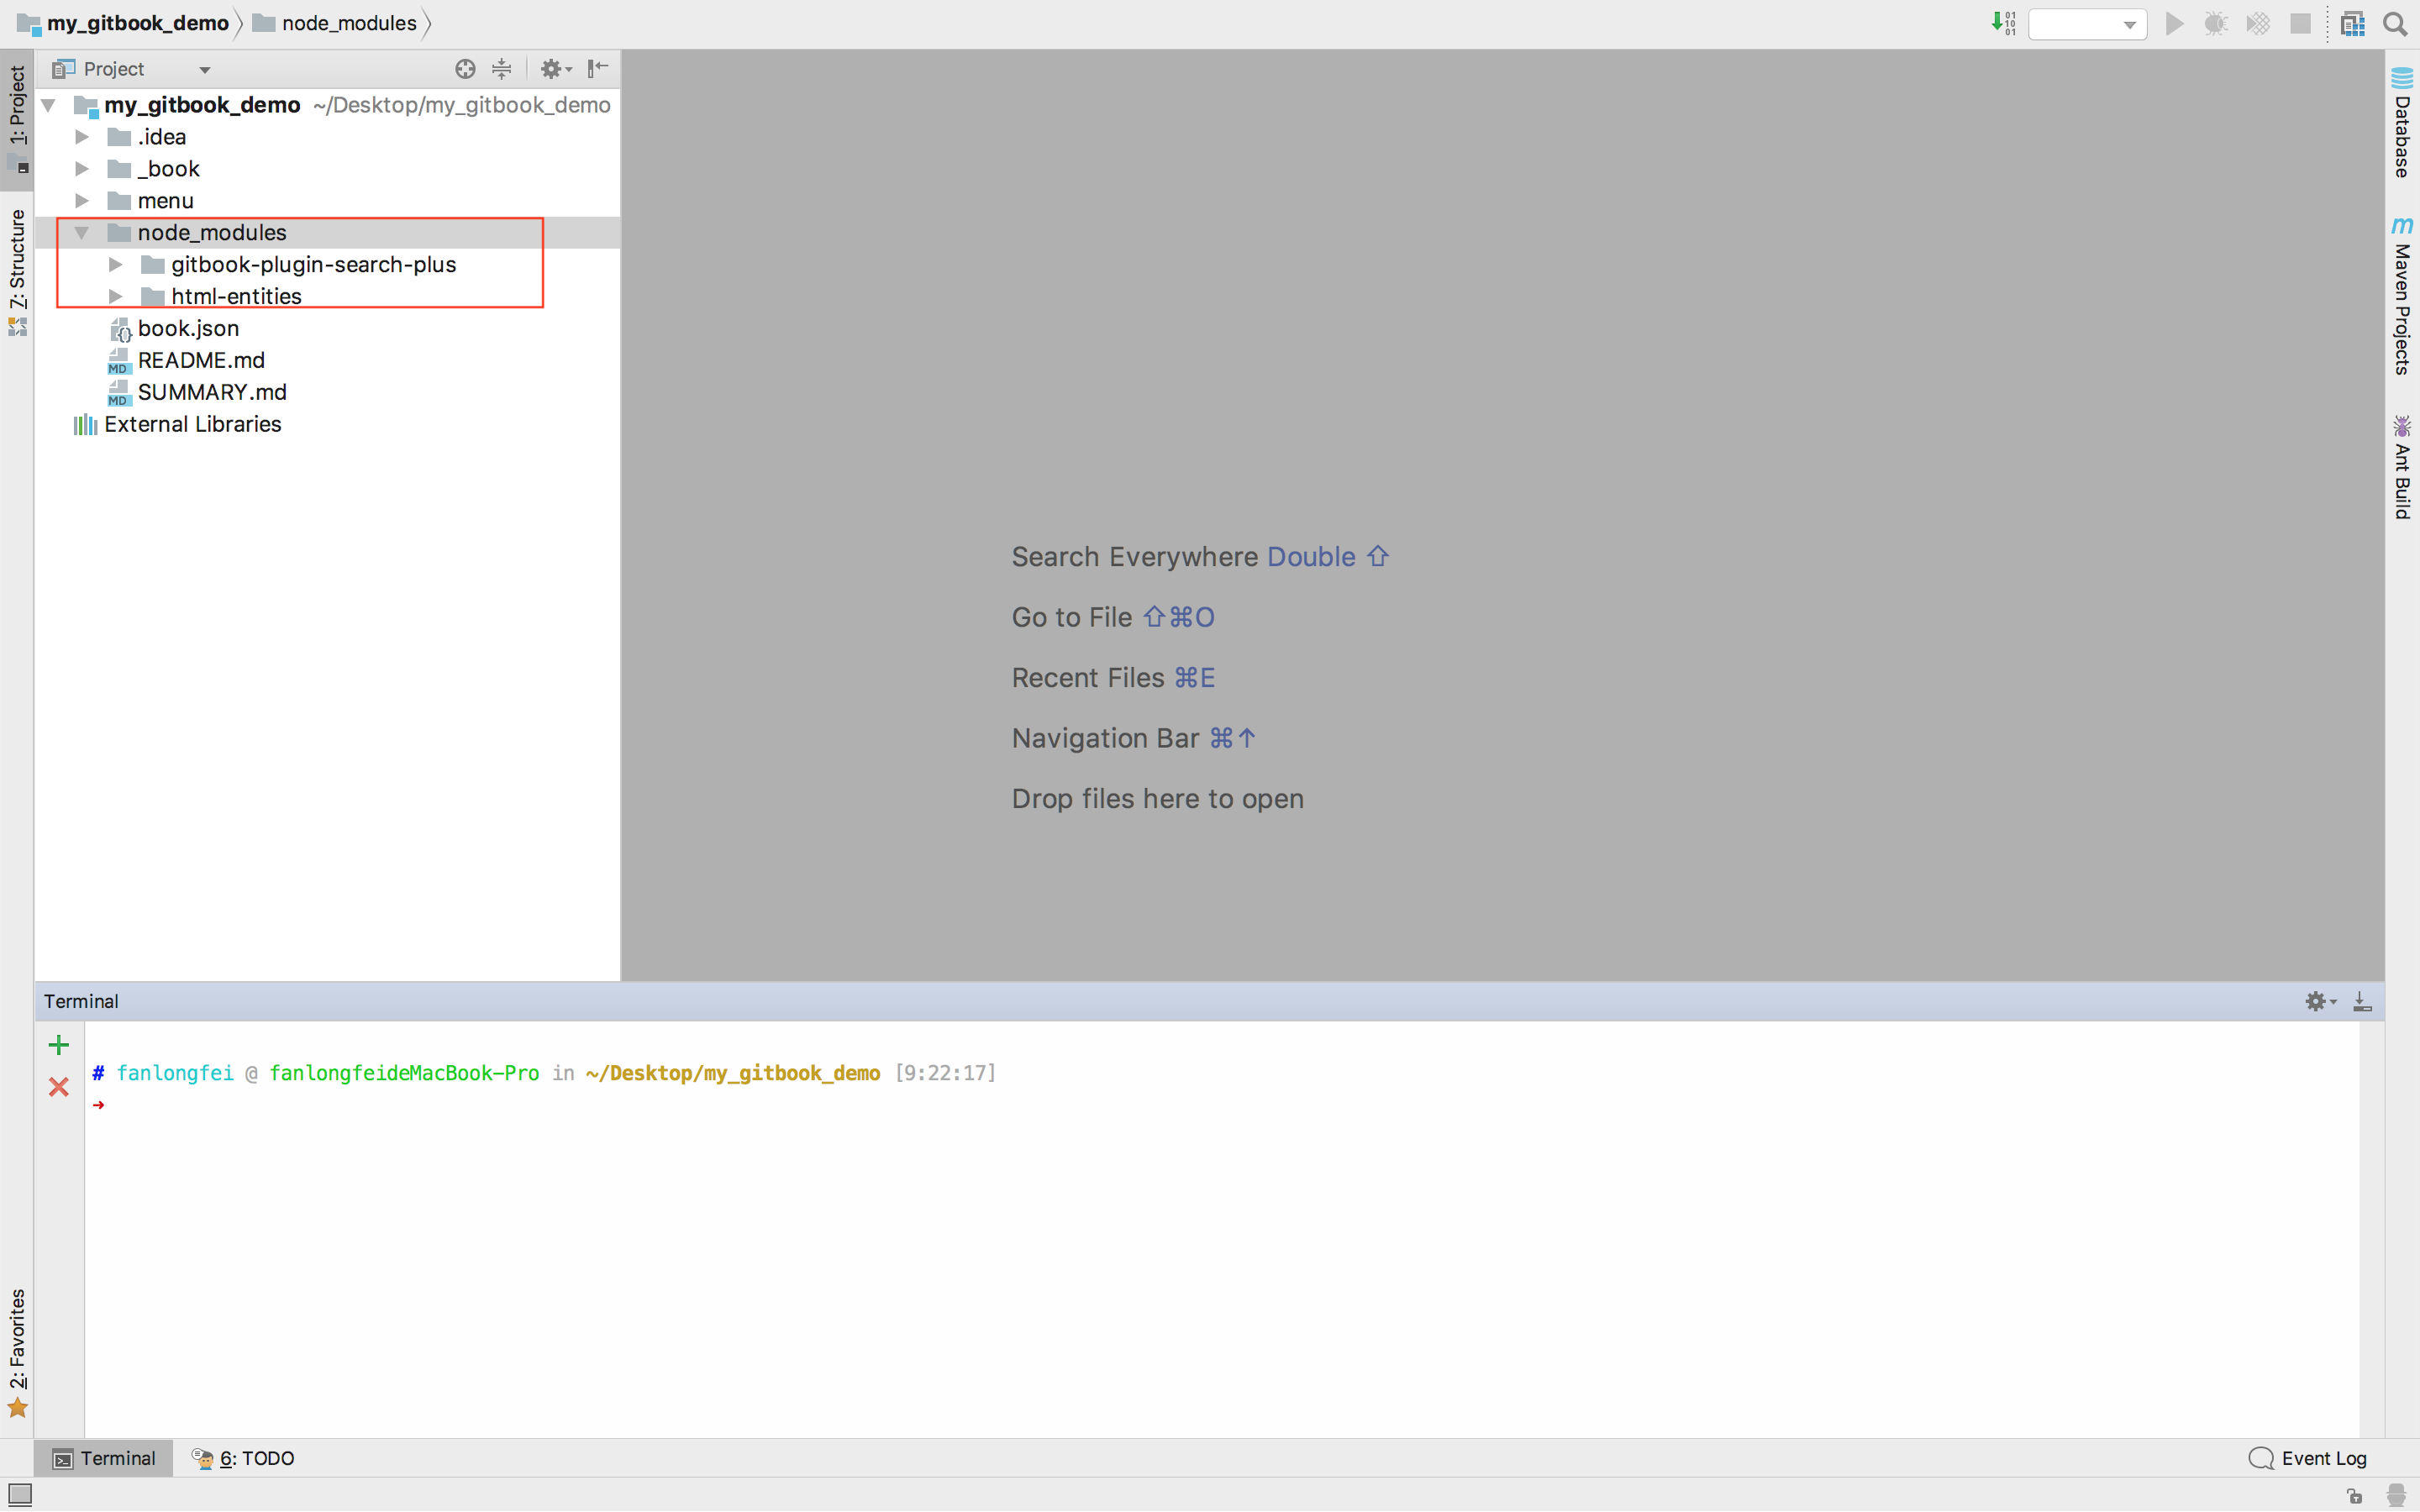 my_gitbook_demo
node_modules
Project
1: Project
7: Structure
my_gitbook_demo ~/Desktop/my_gitbook_demo
.idea
_book
menu
node_modules
gitbook-plugin-search-plus
html-entities
book.json
README.md
SUMMARY.md
External Libraries
Search Everywhere Double ⇧
Go to File ⇧⌘O
Recent Files ⌘E
Navigation Bar ⌘↑
Drop files here to open
Database
Maven Projects
Ant Build
Terminal
# fanlongfei @ fanlongfeideMacBook-Pro in ~/Desktop/my_gitbook_demo [9:22:17]
➜
2: Favorites
Terminal
6: TODO
Event Log